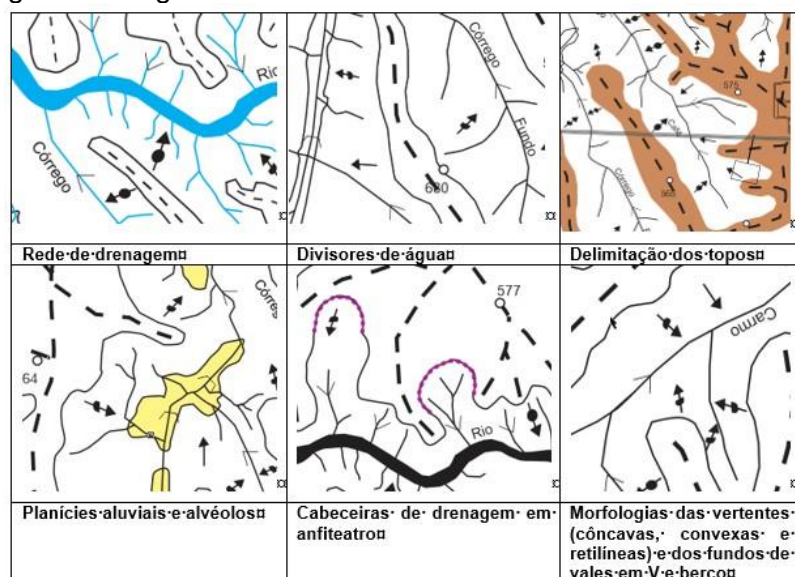 Rio
Córrego
¤
Córrego
Fundo
¤
575
Córrego
¤
Rede·de·drenagem¤
Divisores·de·água¤
Delimitação·dos·topos¤
64
¤
577
Rio
¤
Carmo
¤
Planícies·aluviais·e·alvéolos¤
Cabeceiras· de· drenagem· em·
anfiteatro¤
Morfologias·das·vertentes·
(côncavas,· convexas· e·
retilíneas)·e·dos·fundos·de·
vales·em·V·e·berço¤